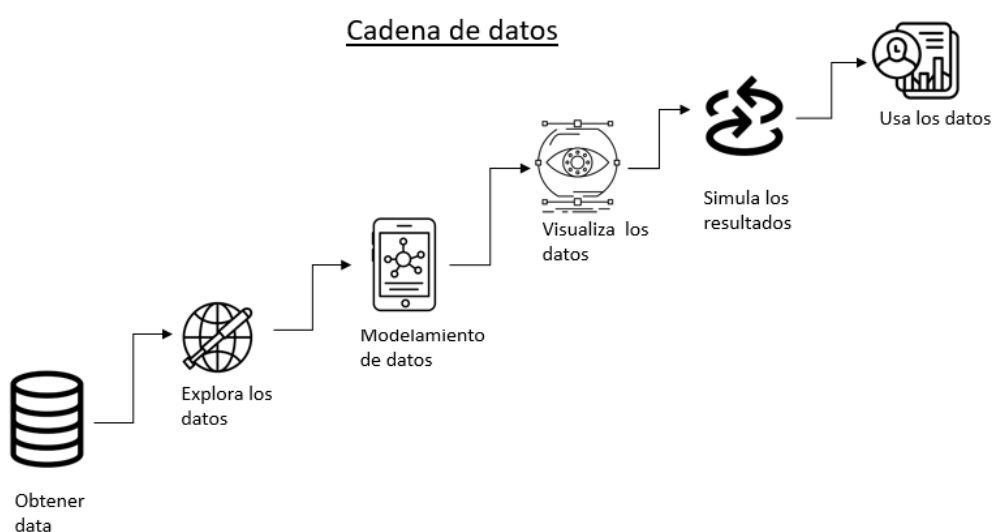 Cadena de datos
Usa los datos
Simula los
resultados
Visualiza los
datos
Modelamiento
de datos
Explora los
datos
Obtener
data